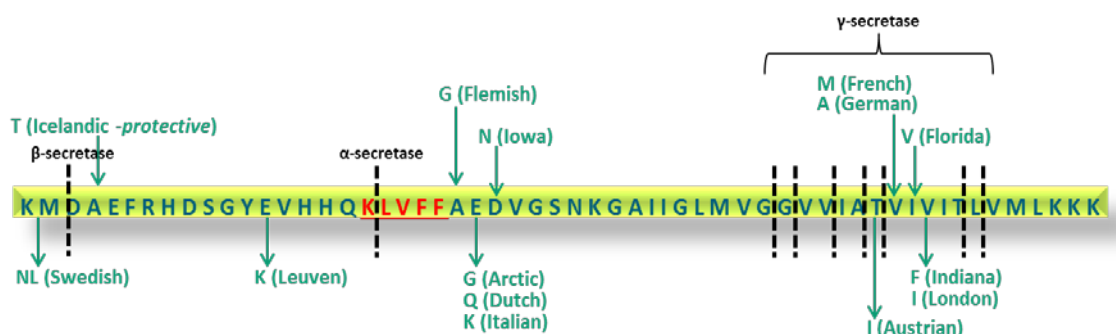 γ-secretase
M (French)
A (German)
G (Flemish)
T (Icelandic -protective)
N (Iowa)
V (Florida)
β-secretase
α-secretase
K M D A E F R H D S G Y E V H H Q K L V F F A E D V G S N K G A I I G L M V G G V V I A T V I V I T L V M L K K K
NL (Swedish)
K (Leuven)
G (Arctic)
Q (Dutch)
K (Italian)
F (Indiana)
I (London)
I (Austrian)